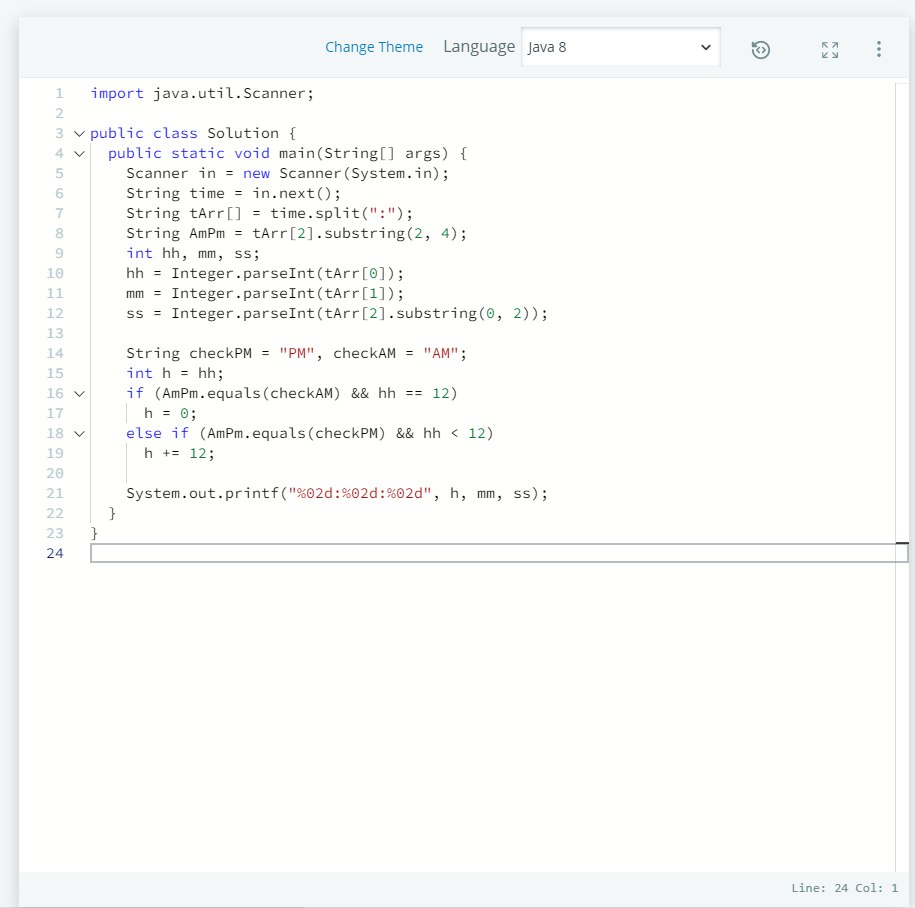 Change Theme Language Java 8
1 import java.util.Scanner;
2
3 public class Solution {
4 public static void main(String[] args) {
5 Scanner in = new Scanner(System.in);
6 String time = in.next();
7 String tArr[] = time.split(":");
8 String AmPm = tArr[2].substring(2, 4);
9 int hh, mm, ss;
10 hh = Integer.parseInt(tArr[0]);
11 mm = Integer.parseInt(tArr[1]);
12 ss = Integer.parseInt(tArr[2].substring(0, 2));
13
14 String checkPM = "PM", checkAM = "AM";
15 int h = hh;
16 if (AmPm.equals(checkAM) && hh == 12)
17 h = 0;
18 else if (AmPm.equals(checkPM) && hh < 12)
19 h += 12;
20
21 System.out.printf("%02d:%02d:%02d", h, mm, ss);
22 }
23 }
24
Line: 24 Col: 1